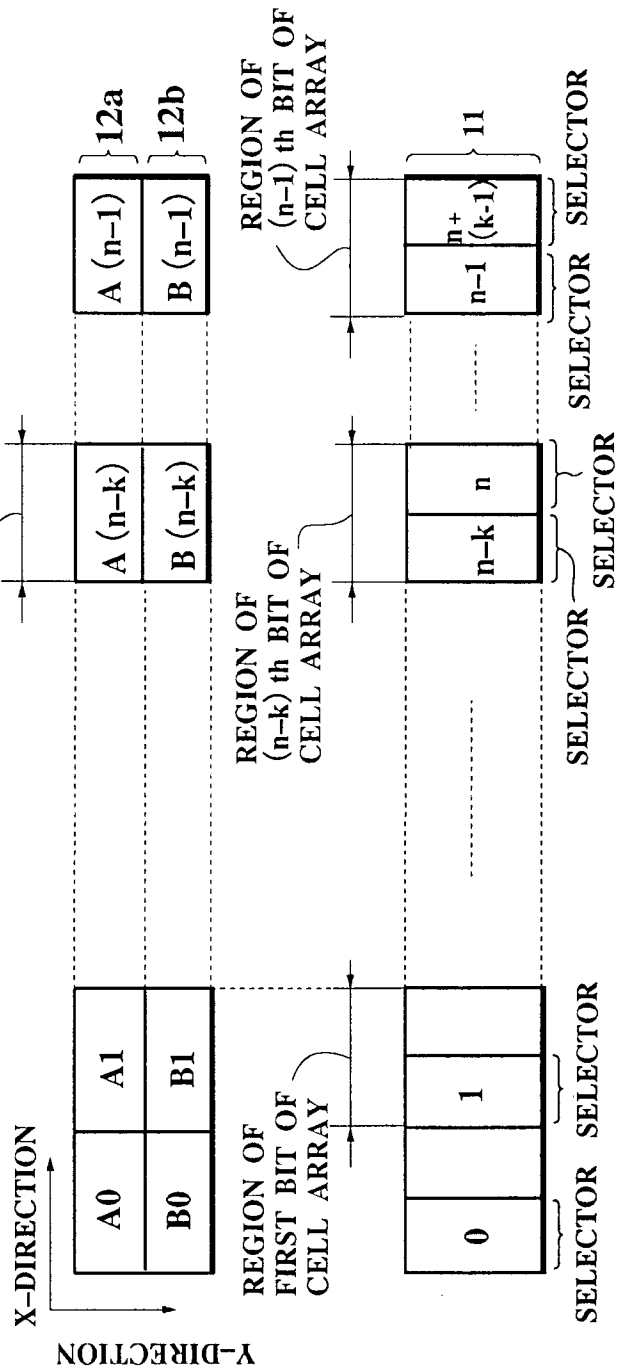 X-DIRECTION
Y-DIRECTION
A0
A1
A (n-k)
A (n-1)
12a
B0
B1
B (n-k)
B (n-1)
12b
REGION OF
FIRST BIT OF
CELL ARRAY
REGION OF
(n-k) th BIT OF
CELL ARRAY
REGION OF
(n-1) th BIT OF
CELL ARRAY
0
1
n-k
n
n-1
n+
(k-1)
11
SELECTOR
SELECTOR
SELECTOR
SELECTOR
SELECTOR
SELECTOR